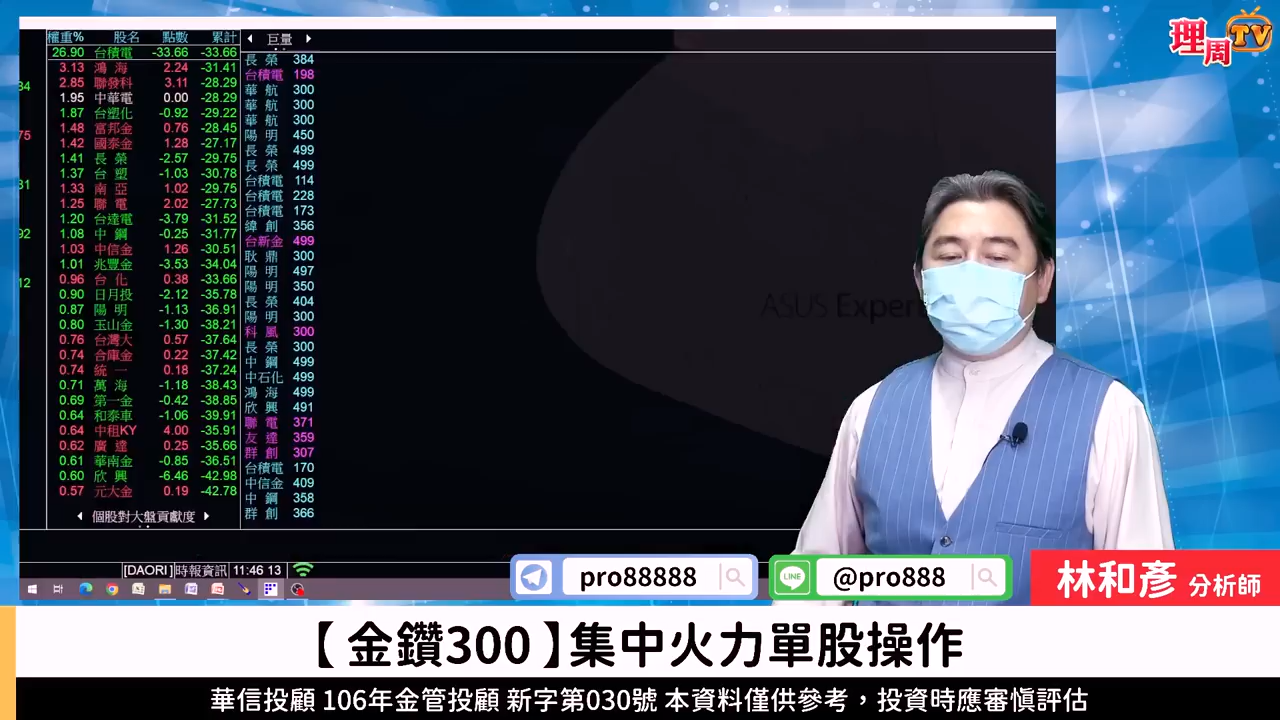 理周TV
權重% 股名 點數 累計 巨量
26.90 台積電 -33.66 -33.66
3.13 鴻海 2.24 -31.41
2.85 聯發科 3.11 -28.29
1.95 中華電 0.00 -28.29
1.87 台塑化 -0.92 -29.22
1.48 富邦金 0.76 -28.45
1.42 國泰金 1.28 -27.17
1.41 長榮 -2.57 -29.75
1.37 台塑 -1.03 -30.78
1.33 南亞 1.02 -29.75
1.25 聯電 2.02 -27.73
1.20 台達電 -3.79 -31.52
1.08 中鋼 -0.25 -31.77
1.03 中信金 1.26 -30.51
1.01 兆豐金 -3.53 -34.04
0.96 台化 0.38 -33.66
0.90 日月投 -2.12 -35.78
0.87 陽明 -1.13 -36.91
0.80 玉山金 -1.30 -38.21
0.76 台灣大 0.57 -37.64
0.74 合庫金 0.22 -37.42
0.74 統一 0.18 -37.24
0.71 萬海 -1.18 -38.43
0.69 第一金 -0.42 -38.85
0.64 和泰車 -1.06 -39.91
0.64 中租KY 4.00 -35.91
0.62 廣達 0.25 -35.66
0.61 華南金 -0.85 -36.51
0.60 欣興 -6.46 -42.98
0.57 元大金 0.19 -42.78
個股對大盤貢獻度
長榮 384
台積電 198
華航 300
華航 300
華航 300
陽明 450
長榮 499
長榮 499
台積電 114
台積電 228
台積電 173
緯創 356
台新金 499
耿鼎 300
陽明 497
陽明 350
長榮 404
陽明 300
科風 300
長榮 300
中鋼 499
中石化 499
鴻海 499
欣興 491
聯電 371
友達 359
群創 307
台積電 170
中信金 409
中鋼 358
群創 366
34
75
31
92
12
ASUS Exper
[DAORI]時報資訊 11:46 13
pro88888
LINE @pro888
林和彥 分析師
【金鑽300】集中火力單股操作
華信投顧 106年金管投顧 新字第030號 本資料僅供參考，投資時應審慎評估